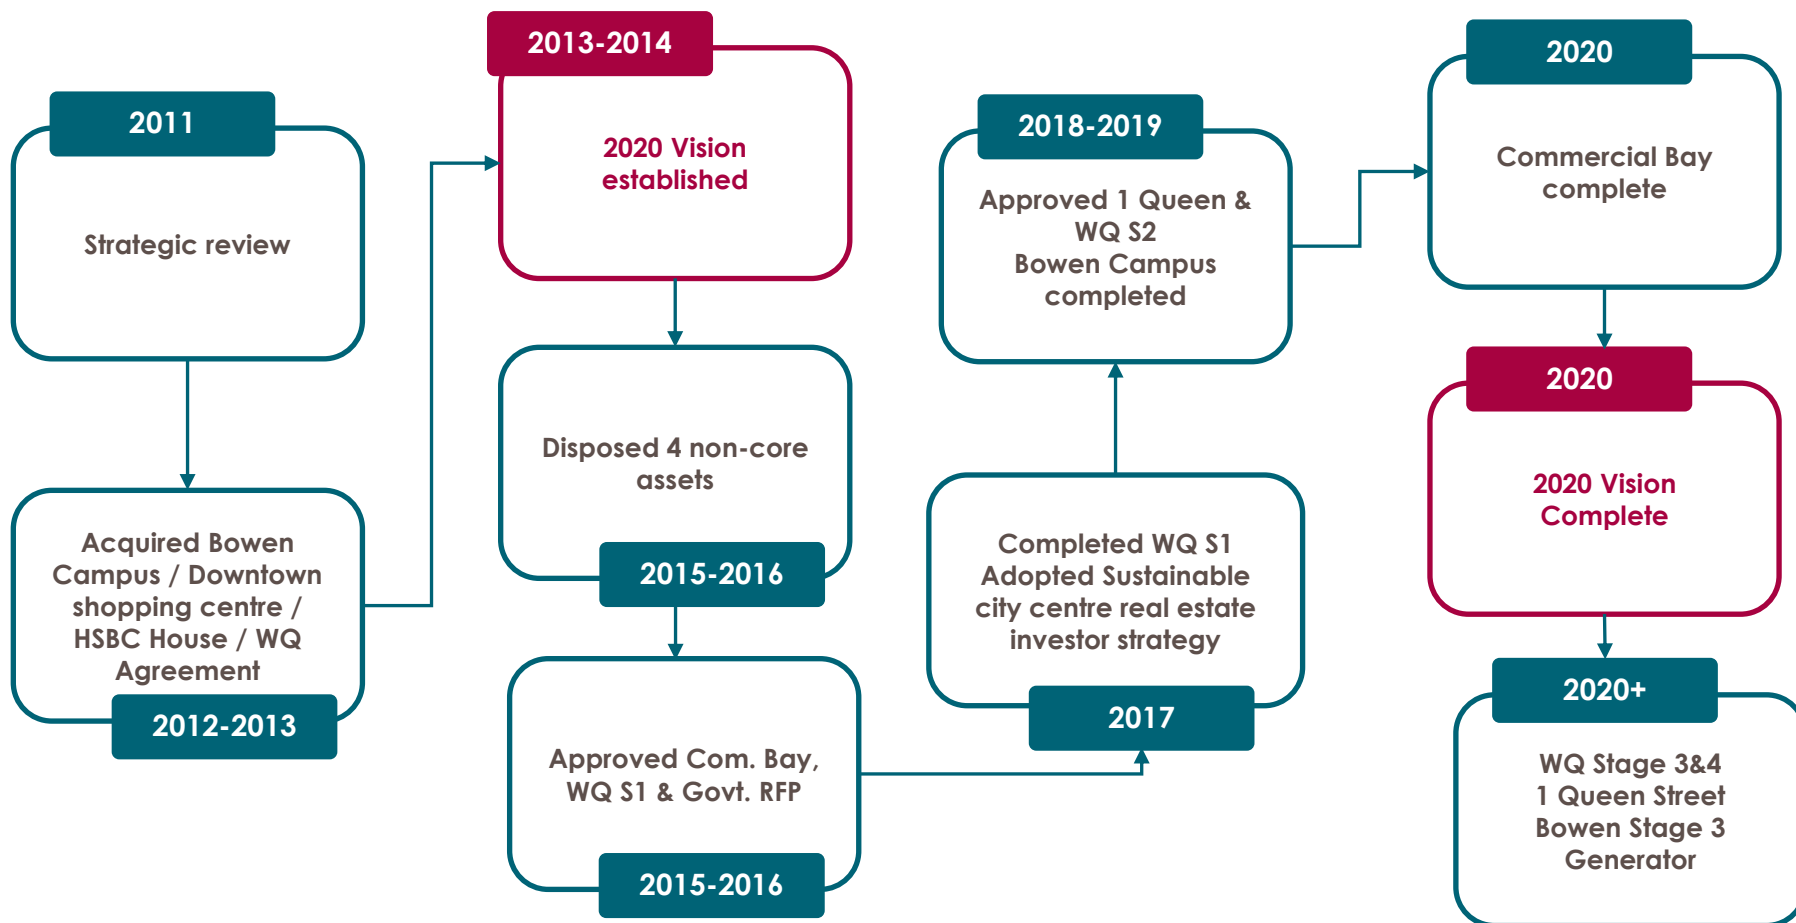 2011
Strategic review
Acquired Bowen
Campus / Downtown
shopping centre /
HSBC House / WQ
Agreement
2012-2013
2013-2014
2020 Vision
established
Disposed 4 non-core
assets
2015-2016
Approved Com. Bay,
WQ S1 & Govt. RFP
2015-2016
Completed WQ S1
Adopted Sustainable
city centre real estate
investor strategy
2017
2018-2019
Approved 1 Queen &
WQ S2
Bowen Campus
completed
2020
Commercial Bay
complete
2020
2020 Vision
Complete
2020+
WQ Stage 3&4
1 Queen Street
Bowen Stage 3
Generator